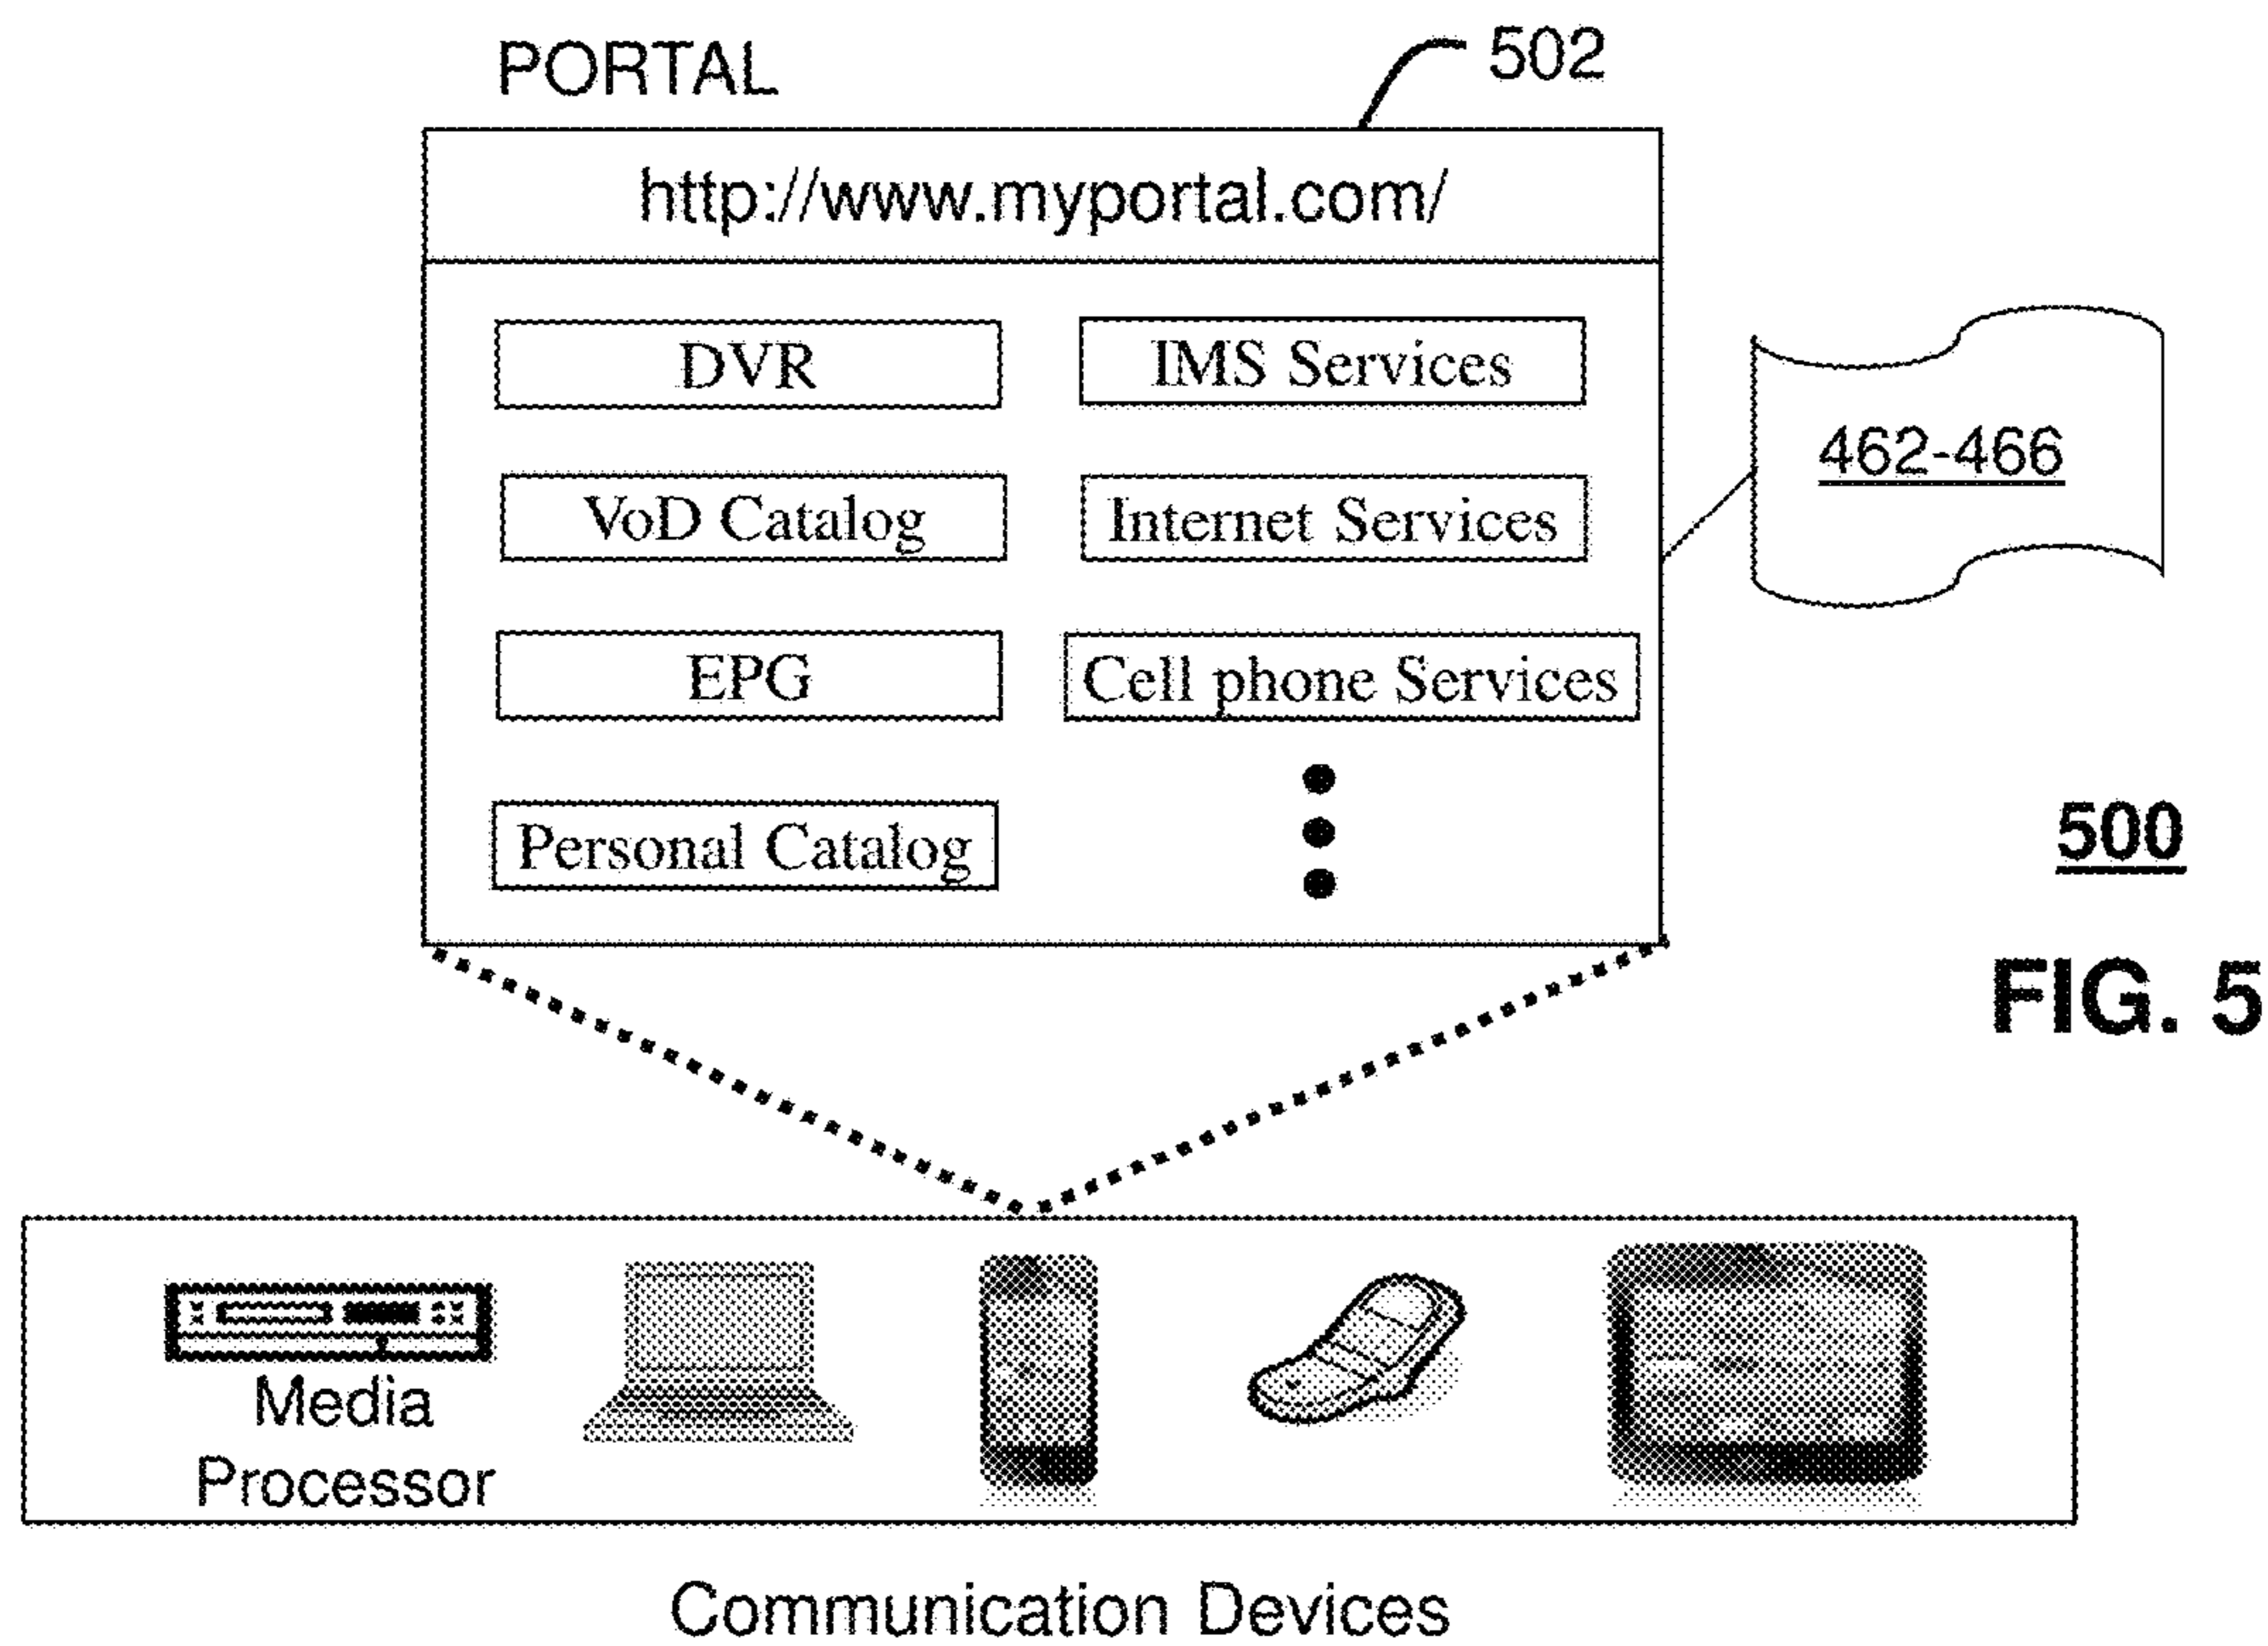 PORTAL
502
http://www.myportal.com/
DVR
IMS Services
VoD Catalog
Internet Services
EPG
Cell phone Services
Personal Catalog
462-466
500
FIG. 5
Media
Processor
Communication Devices